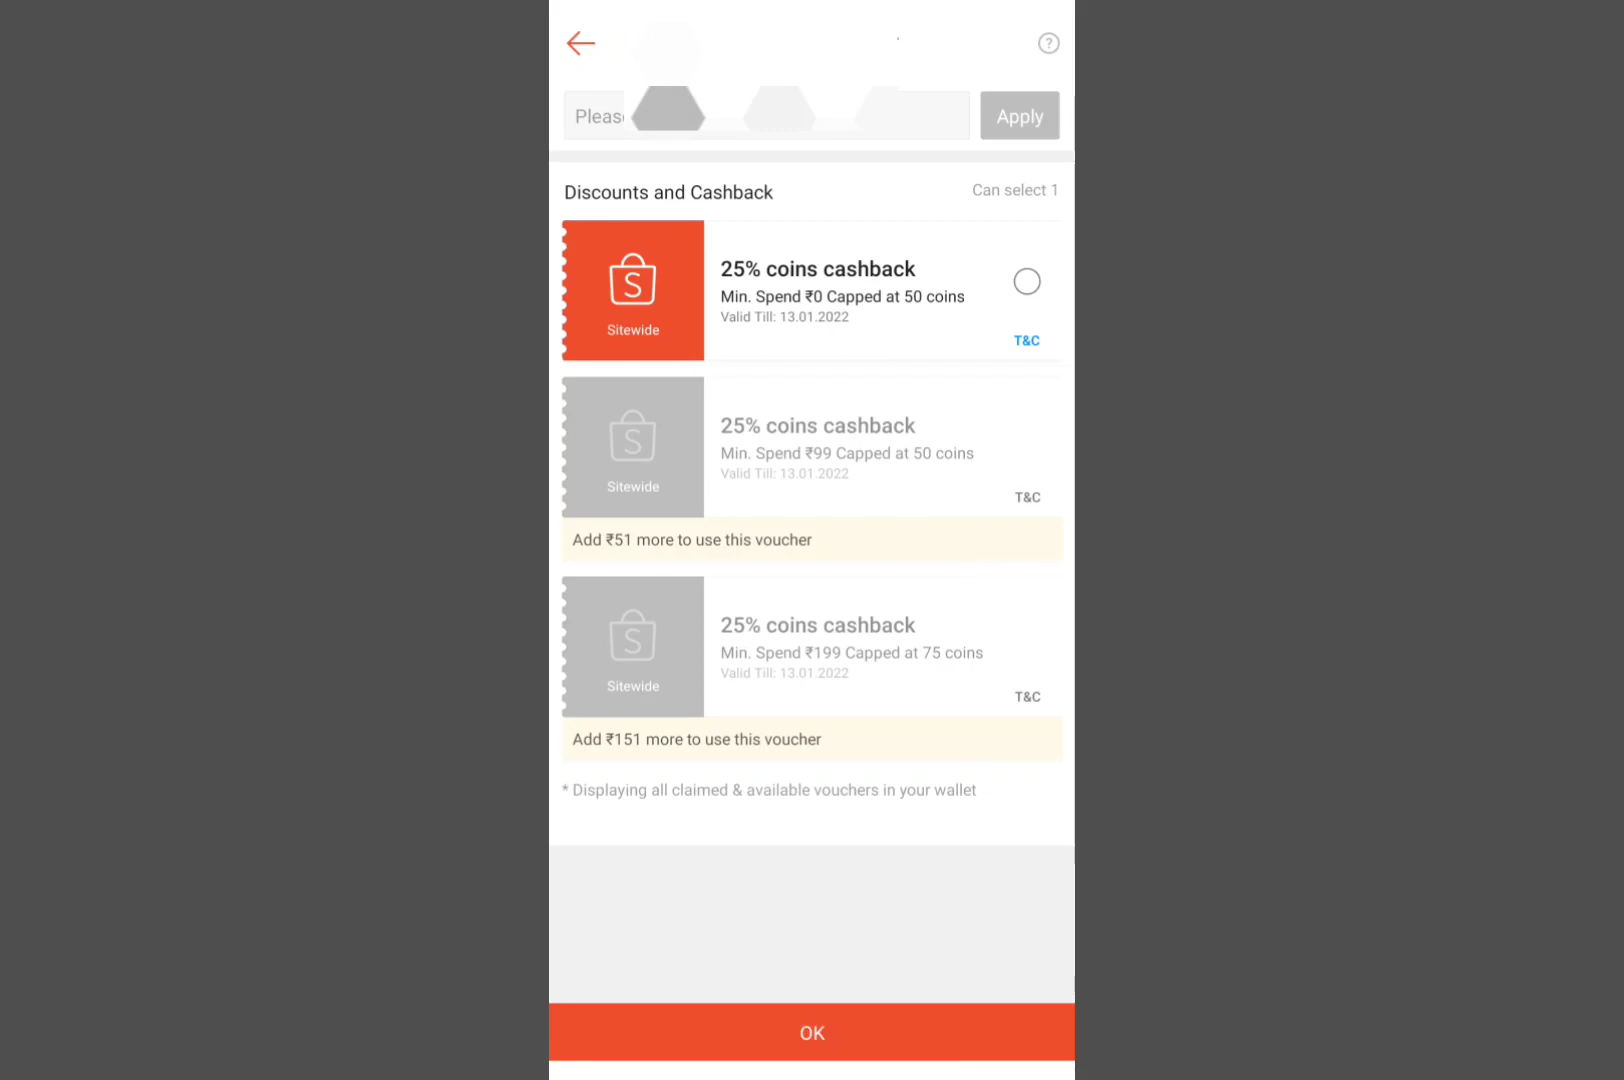 Apply
Discounts and Cashback
Can select 1
25% coins cashback
Min. Spend ₹0 Capped at 50 coins
Valid Till: 13.01.2022
Sitewide
T&C
25% coins cashback
Min. Spend ₹99 Capped at 50 coins
Valid Till: 13.01.2022
Sitewide
T&C
Add ₹51 more to use this voucher
25% coins cashback
Min. Spend ₹199 Capped at 75 coins
Valid Till: 13.01.2022
Sitewide
T&C
Add ₹151 more to use this voucher
* Displaying all claimed & available vouchers in your wallet
OK